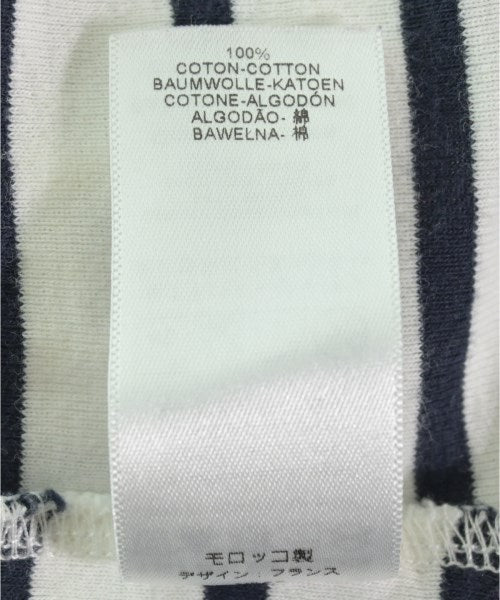 100%
COTON-COTTON
BAUMWOLLE-KATOEN
COTONE-ALGODÓN
ALGODÃO- 綿
BAWEŁNA- 棉
モロッコ製
デザイン：フランス